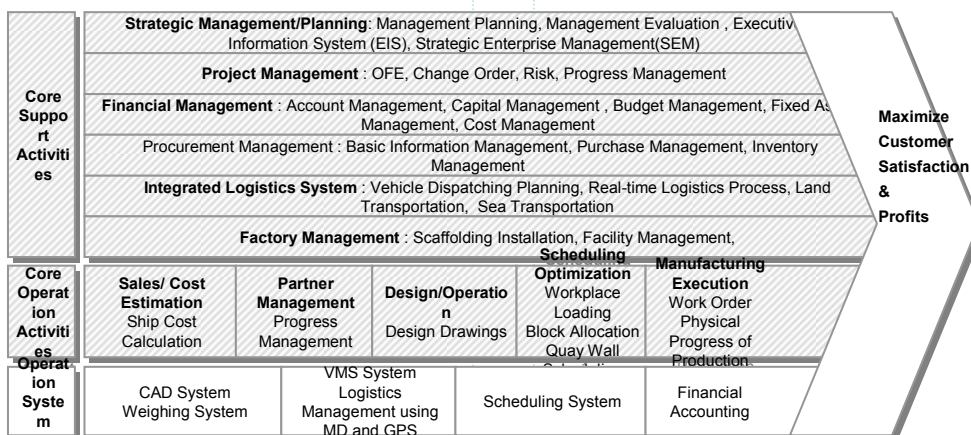 Strategic Management/Planning: Management Planning, Management Evaluation , Executiv
Information System (EIS), Strategic Enterprise Management(SEM)
Project Management : OFE, Change Order, Risk, Progress Management
Financial Management : Account Management, Capital Management , Budget Management, Fixed As
Management, Cost Management
Procurement Management : Basic Information Management, Purchase Management, Inventory
Management
Integrated Logistics System : Vehicle Dispatching Planning, Real-time Logistics Process, Land
Transportation, Sea Transportation
Factory Management : Scaffolding Installation, Facility Management,
Core
Suppo
rt
Activiti
es
Maximize
Customer
Satisfaction
&
Profits
Core
Operat
ion
Activiti
es
Sales/ Cost
Estimation
Ship Cost
Calculation
Partner
Management
Progress
Management
Design/Operatio
n
Design Drawings
Scheduling
Optimization
Workplace
Loading
Block Allocation
Quay Wall
Manufacturing
Execution
Work Order
Physical
Progress of
Production
Operat
ion
Syste
m
CAD System
Weighing System
VMS System
Logistics
Management using
MD and GPS
Scheduling System
Financial
Accounting